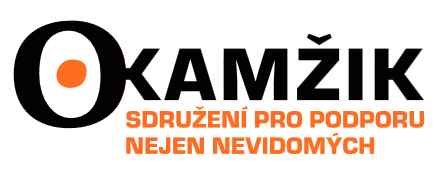 OKAMŽIK
SDRUŽENÍ PRO PODPORU
NEJEN NEVIDOMÝCH